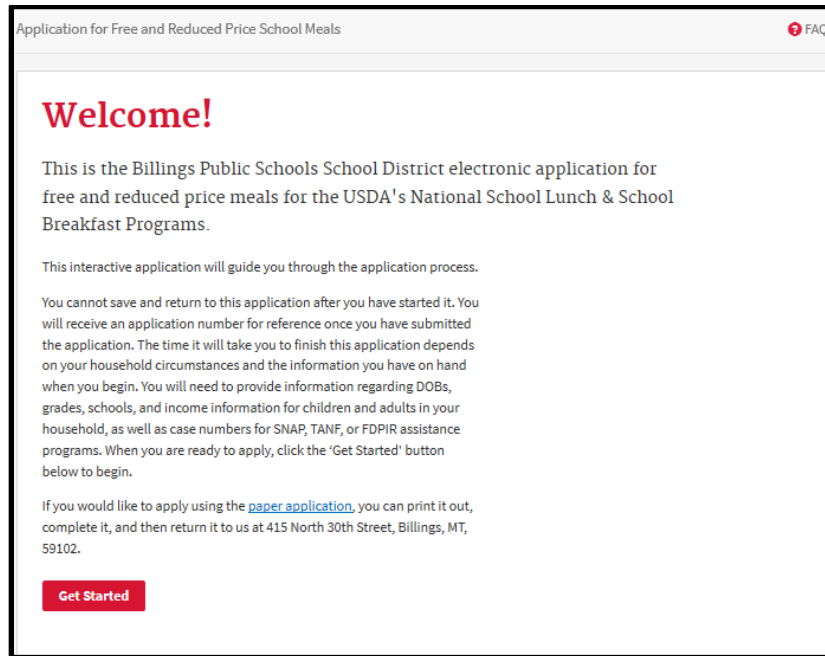 Application for Free and Reduced Price School Meals
FAQ
Welcome!
This is the Billings Public Schools School District electronic application for
free and reduced price meals for the USDA's National School Lunch & School
Breakfast Programs.
This interactive application will guide you through the application process.
You cannot save and return to this application after you have started it. You
will receive an application number for reference once you have submitted
the application. The time it will take you to finish this application depends
on your household circumstances and the information you have on hand
when you begin. You will need to provide information regarding DOBs,
grades, schools, and income information for children and adults in your
household, as well as case numbers for SNAP, TANF, or FDPIR assistance
programs. When you are ready to apply, click the ‘Get Started' button
below to begin.
If you would like to apply using the paper application, you can print it out,
complete it, and then return it to us at 415 North 30th Street, Billings, MT,
59102.
Get Started